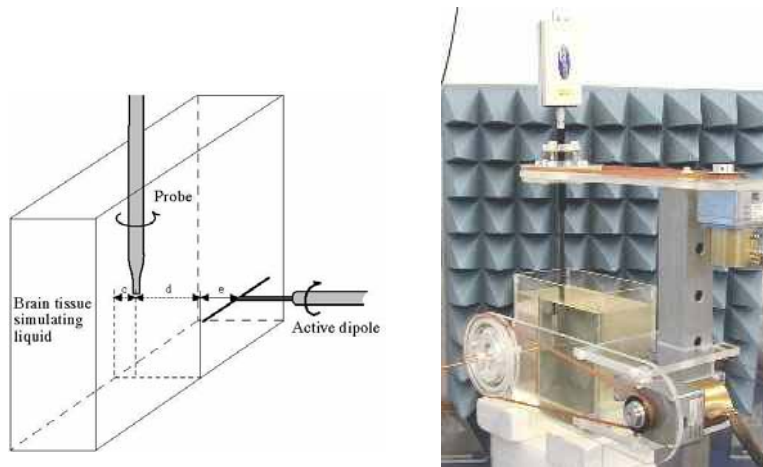 Probe
c d e
Brain tissue
simulating
liquid
Active dipole